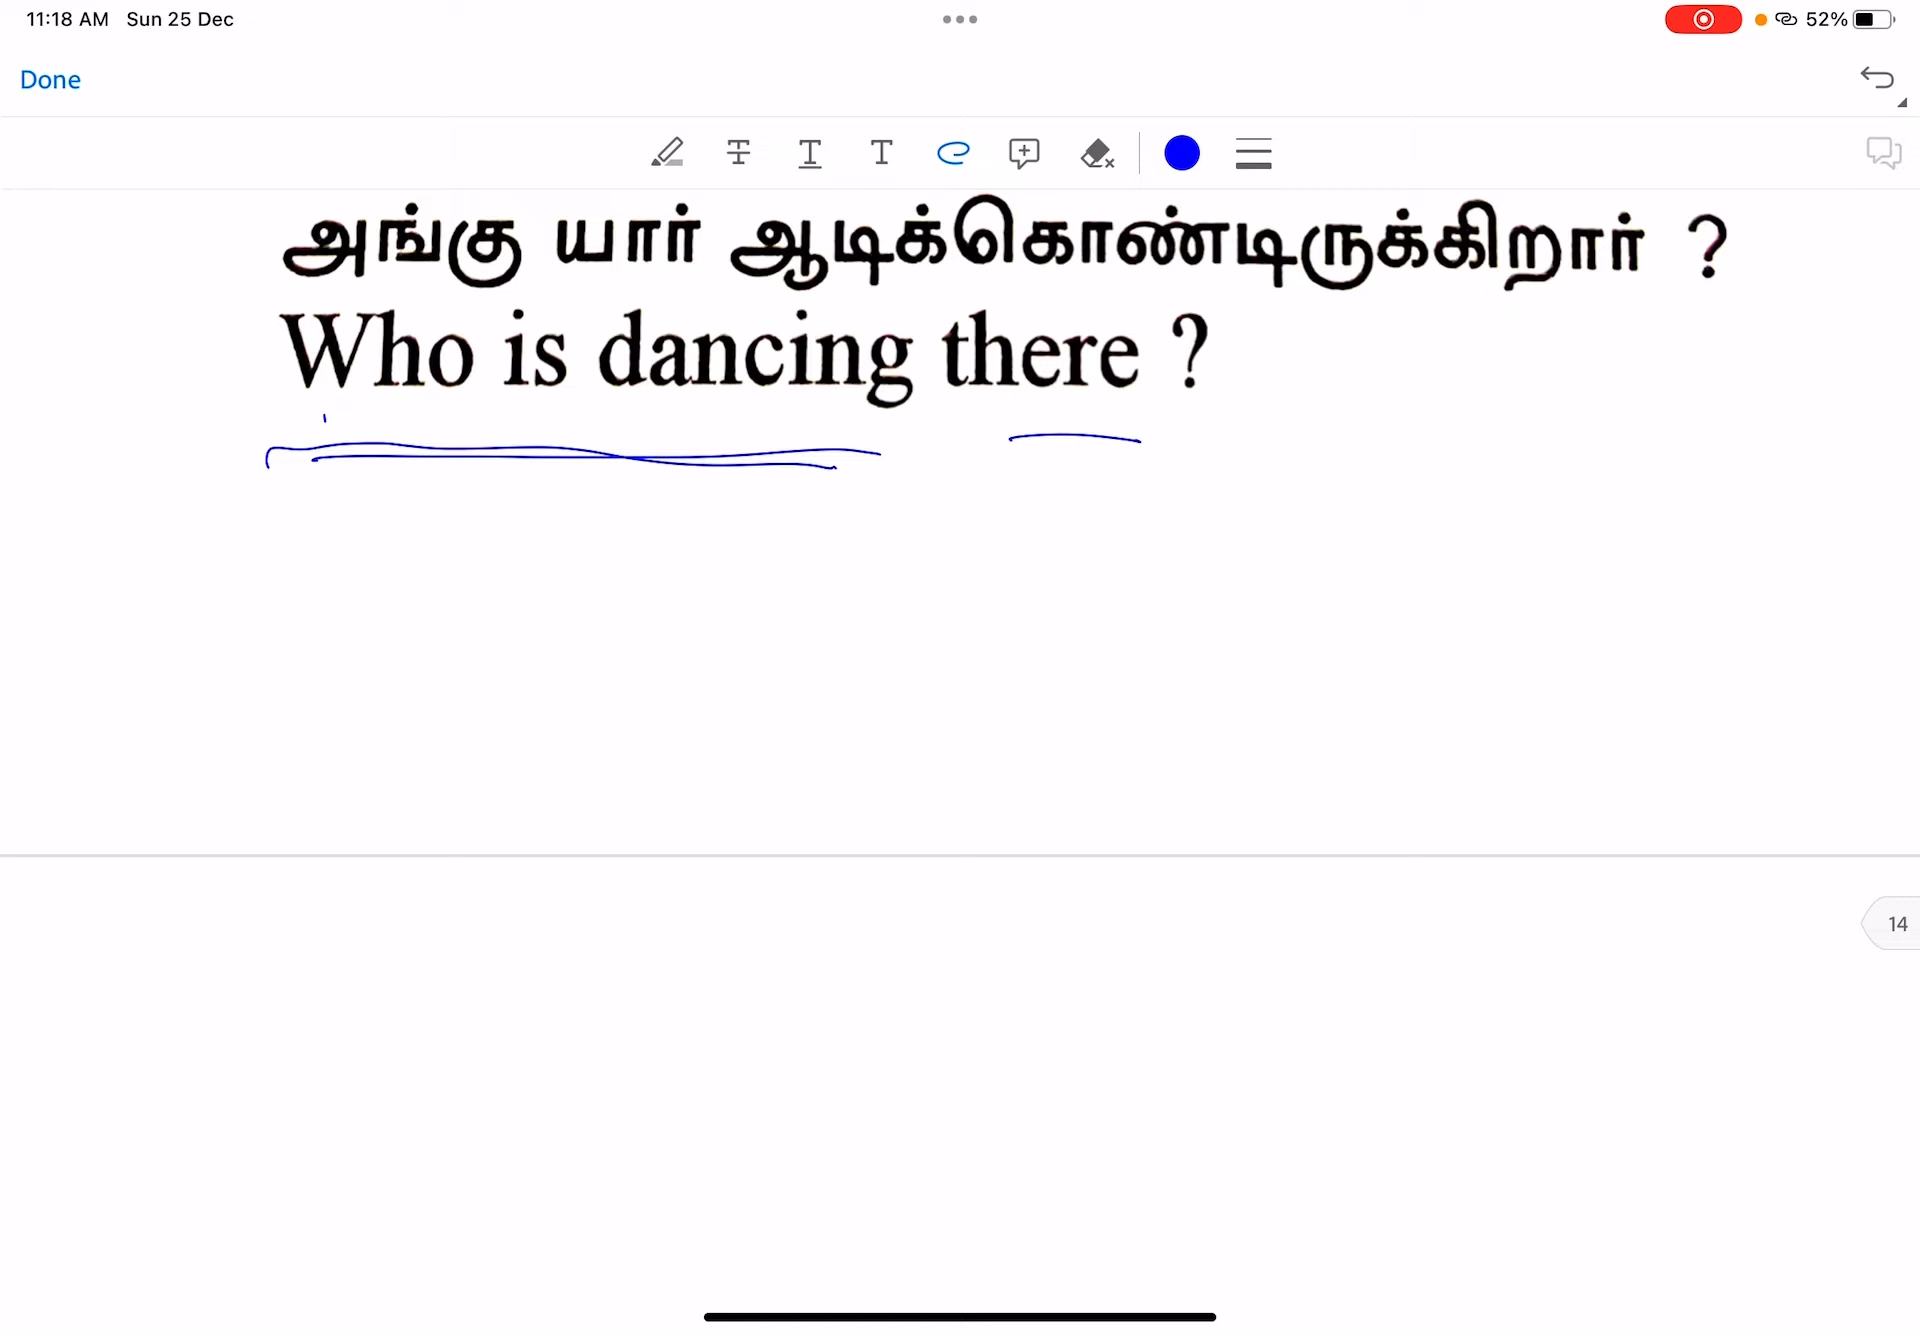 11:18 AM Sun 25 Dec 52%
Done
அங்கு யார் ஆடிக்கொண்டிருக்கிறார் ?
Who is dancing there ?
14